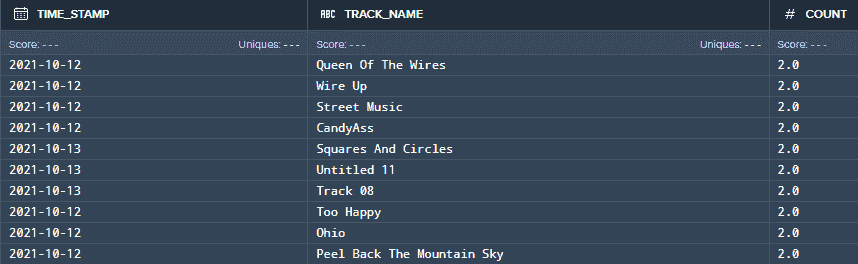 TIME_STAMP ABC TRACK_NAME # COUNT
Score: --- Uniques: --- Score: --- Uniques: --- Score: ---
2021-10-12 Queen Of The Wires 2.0
2021-10-12 Wire Up 2.0
2021-10-12 Street Music 2.0
2021-10-12 CandyAss 2.0
2021-10-13 Squares And Circles 2.0
2021-10-13 Untitled 11 2.0
2021-10-13 Track 08 2.0
2021-10-12 Too Happy 2.0
2021-10-12 Ohio 2.0
2021-10-12 Peel Back The Mountain Sky 2.0